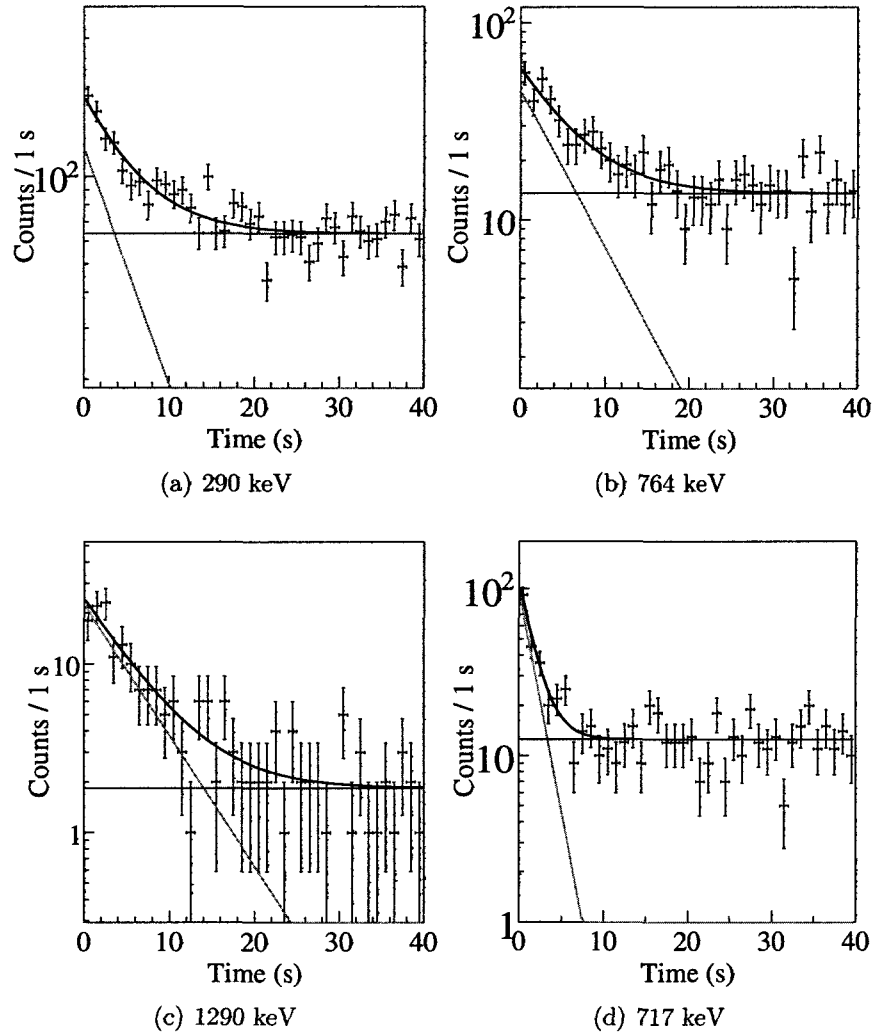 Counts / 1 s
10²
0 10 20 30 40
Time (s)
(a) 290 keV
Counts / 1 s
10²
10
0 10 20 30 40
Time (s)
(b) 764 keV
Counts / 1 s
10
1
0 10 20 30 40
Time (s)
(c) 1290 keV
Counts / 1 s
10²
10
1
0 10 20 30 40
Time (s)
(d) 717 keV